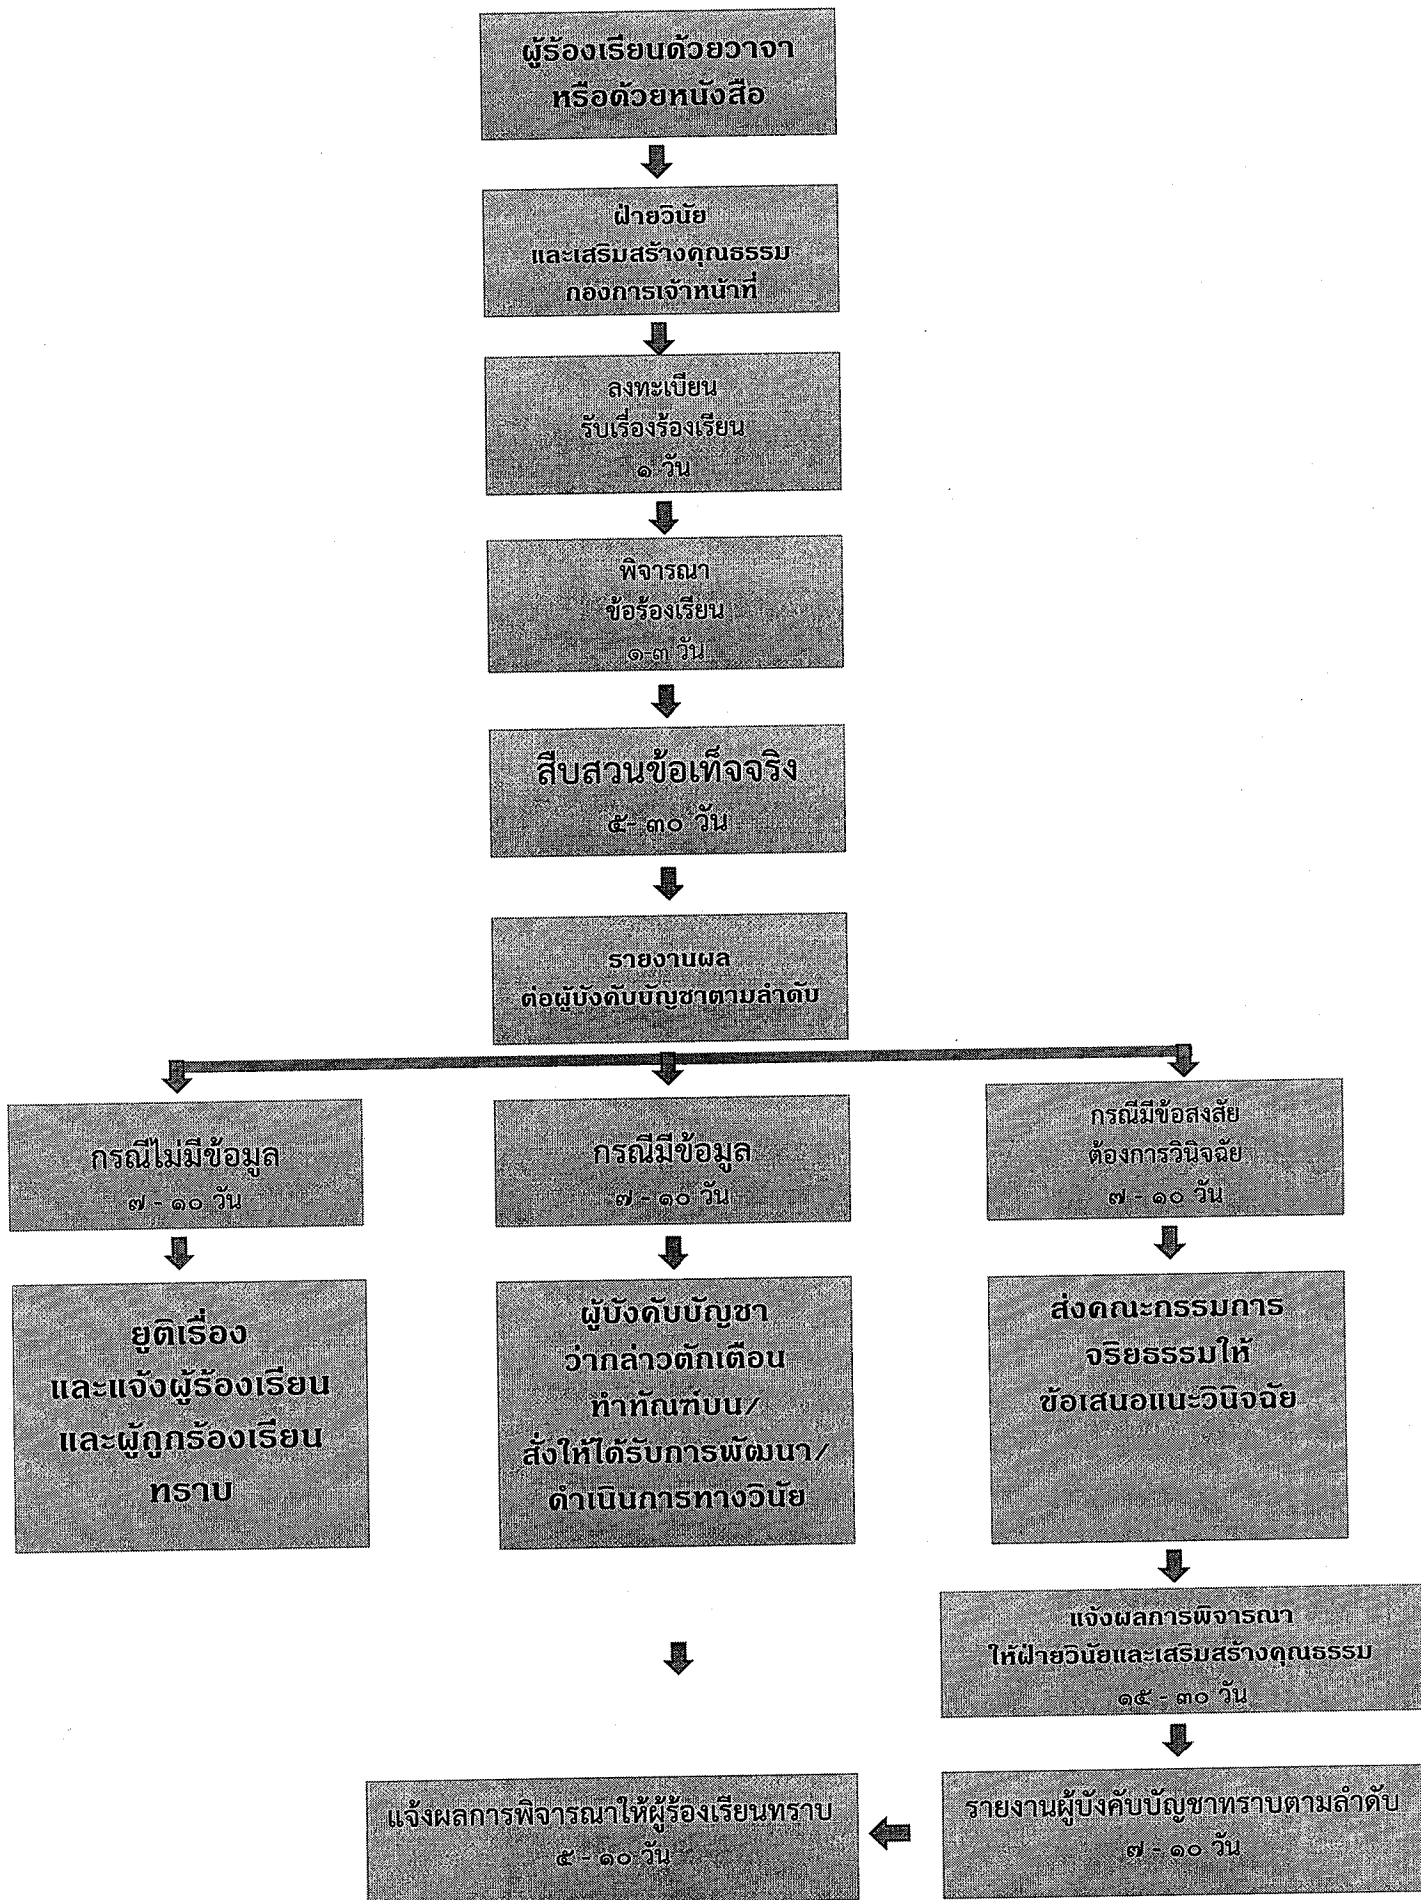 ผู้ร้องเรียนด้วยวาจา
หรือด้วยหนังสือ
ฝ่ายวินัย
และเสริมสร้างคุณธรรม
กองการเจ้าหน้าที่
ลงทะเบียน
รับเรื่องร้องเรียน
๑ วัน
พิจารณา
ข้อร้องเรียน
๑-๓ วัน
สืบสวนข้อเท็จจริง
๕- ๓๐ วัน
รายงานผล
ต่อผู้บังคับบัญชาตามลำดับ
กรณีไม่มีข้อมูล
๗ - ๑๐ วัน
ยุติเรื่อง
และแจ้งผู้ร้องเรียน
และผู้ถูกร้องเรียน
ทราบ
กรณีมีข้อมูล
๗ - ๑๐ วัน
ผู้บังคับบัญชา
ว่ากล่าวตักเตือน
ทำทัณฑ์บน/
สั่งให้ได้รับการพัฒนา/
ดำเนินการทางวินัย
กรณีมีข้อสงสัย
ต้องการวินิจฉัย
๗ - ๑๐ วัน
ส่งคณะกรรมการ
จริยธรรมให้
ข้อเสนอแนะวินิจฉัย
แจ้งผลการพิจารณา
ให้ฝ่ายวินัยและเสริมสร้างคุณธรรม
๑๕ - ๓๐ วัน
รายงานผู้บังคับบัญชาทราบตามลำดับ
๗ - ๑๐ วัน
แจ้งผลการพิจารณาให้ผู้ร้องเรียนทราบ
๕ - ๑๐ วัน